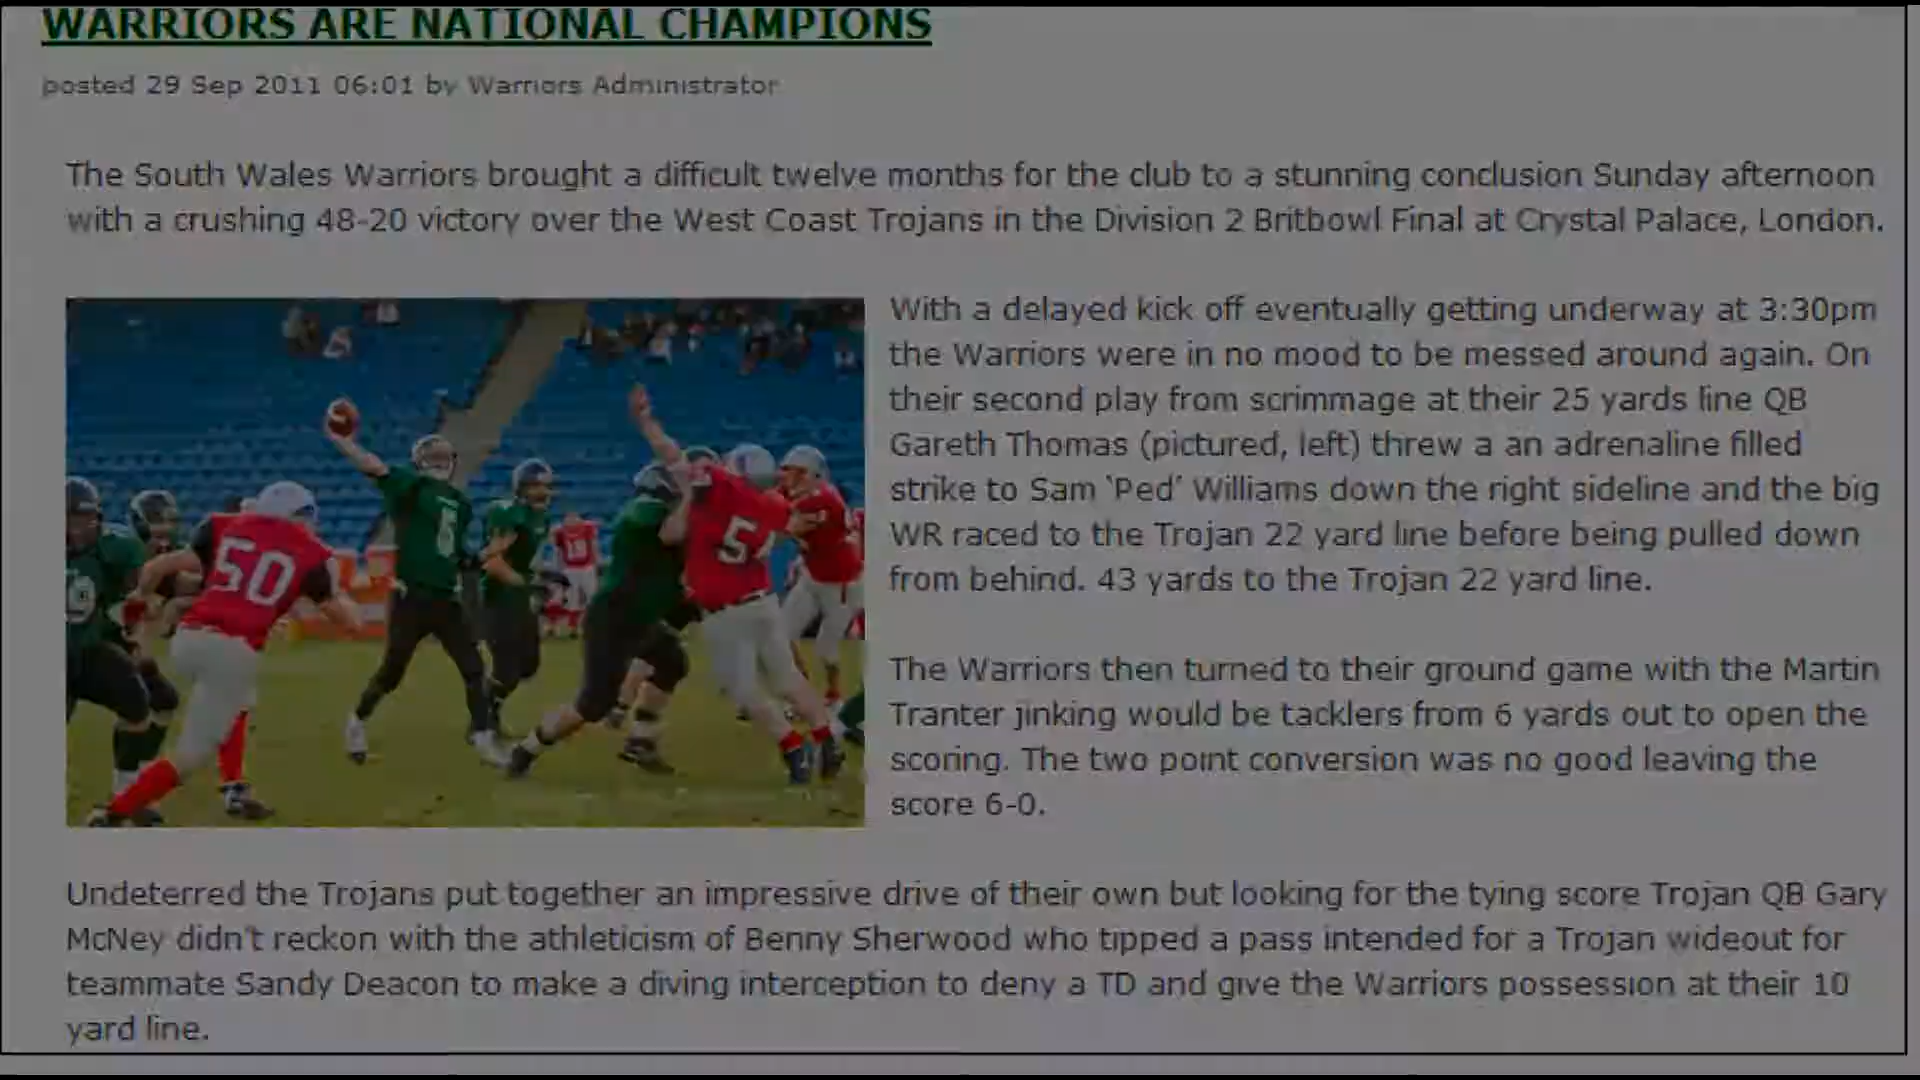 WARRIORS ARE NATIONAL CHAMPIONS
posted 29 Sep 2011 06:01 by Warriors Administrator
The South Wales Warriors brought a difficult twelve months for the club to a stunning conclusion Sunday afternoon
with a crushing 48-20 victory over the West Coast Trojans in the Division 2 Britbowl Final at Crystal Palace, London.
With a delayed kick off eventually getting underway at 3:30pm
the Warriors were in no mood to be messed around again. On
their second play from scrimmage at their 25 yards line QB
Gareth Thomas (pictured, left) threw a an adrenaline filled
strike to Sam ‘Ped’ Williams down the right sideline and the big
WR raced to the Trojan 22 yard line before being pulled down
from behind. 43 yards to the Trojan 22 yard line.
The Warriors then turned to their ground game with the Martin
Tranter jinking would be tacklers from 6 yards out to open the
scoring. The two point conversion was no good leaving the
score 6-0.
Undeterred the Trojans put together an impressive drive of their own but looking for the tying score Trojan QB Gary
McNey didn't reckon with the athleticism of Benny Sherwood who tipped a pass intended for a Trojan wideout for
teammate Sandy Deacon to make a diving interception to deny a TD and give the Warriors possession at their 10
yard line.
50
6
9